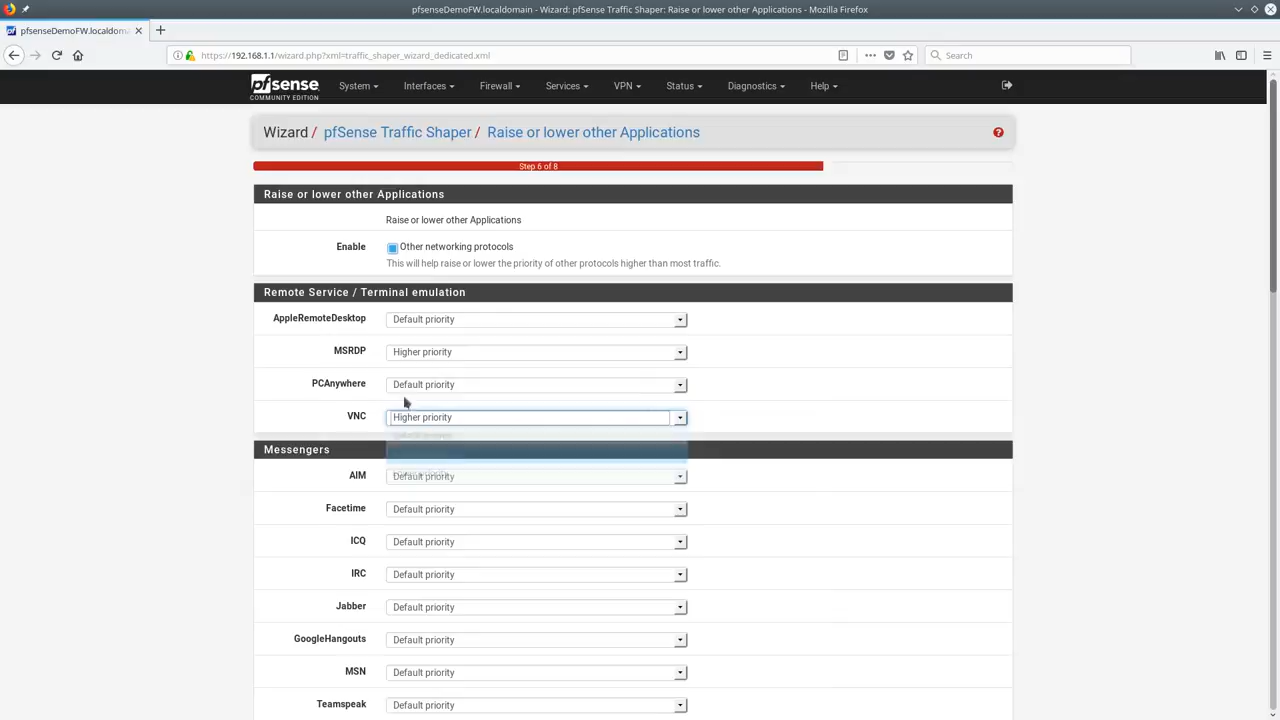 pfsenseDemoFW.localdomain - Wizard: pfSense Traffic Shaper: Raise or lower other Applications - Mozilla Firefox
pfsenseDemoFW.localdomain
https://192.168.1.1/wizard.php?xml=traffic_shaper_wizard_dedicated.xml
Search
pfsense
COMMUNITY EDITION
System
Interfaces
Firewall
Services
VPN
Status
Diagnostics
Help
Wizard / pfSense Traffic Shaper / Raise or lower other Applications
Step 6 of 8
Raise or lower other Applications
Raise or lower other Applications
Enable
Other networking protocols
This will help raise or lower the priority of other protocols higher than most traffic.
Remote Service / Terminal emulation
AppleRemoteDesktop
Default priority
MSRDP
Higher priority
PCAnywhere
Default priority
VNC
Higher priority
Messengers
AIM
Default priority
Facetime
Default priority
ICQ
Default priority
IRC
Default priority
Jabber
Default priority
GoogleHangouts
Default priority
MSN
Default priority
Teamspeak
Default priority